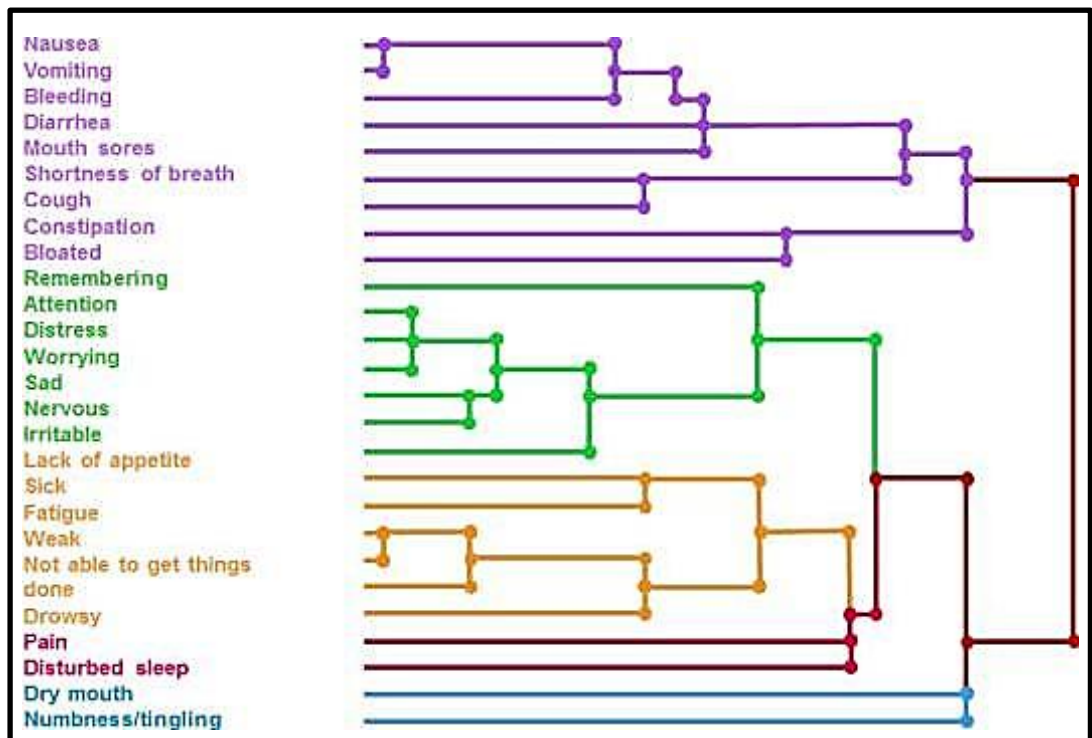 Nausea
Vomiting
Bleeding
Diarrhea
Mouth sores
Shortness of breath
Cough
Constipation
Bloated
Remembering
Attention
Distress
Worrying
Sad
Nervous
Irritable
Lack of appetite
Sick
Fatigue
Weak
Not able to get things
done
Drowsy
Pain
Disturbed sleep
Dry mouth
Numbness/tingling